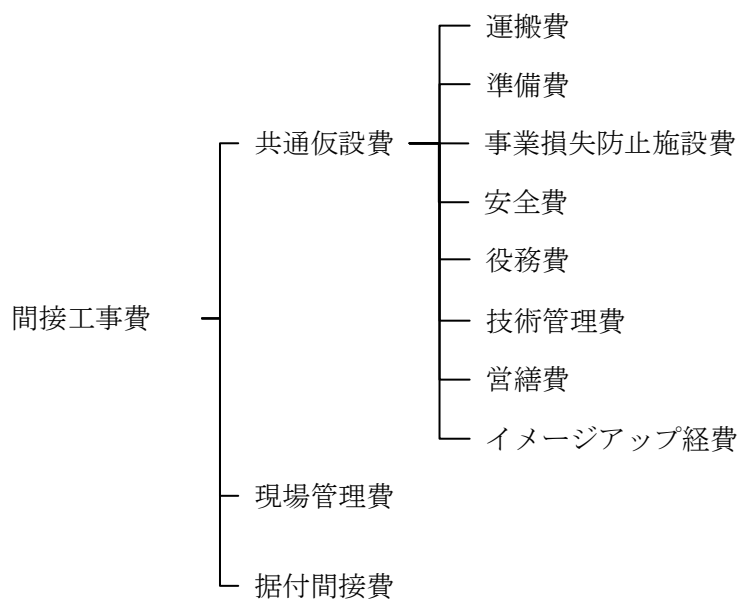 間接工事費
共通仮設費
運搬費
準備費
事業損失防止施設費
安全費
役務費
技術管理費
営繕費
イメージアップ経費
現場管理費
据付間接費